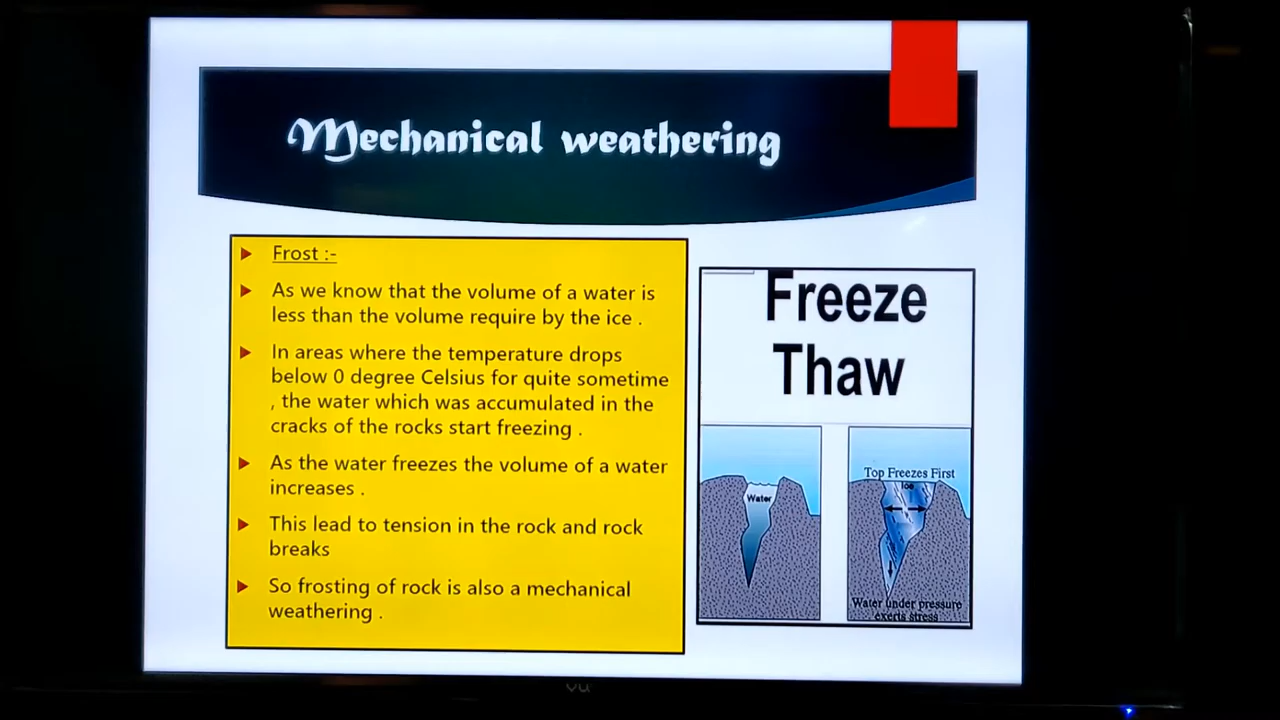 Mechanical weathering
Frost :-
As we know that the volume of a water is
less than the volume require by the ice .
In areas where the temperature drops
below 0 degree Celsius for quite sometime
, the water which was accumulated in the
cracks of the rocks start freezing .
As the water freezes the volume of a water
increases .
This lead to tension in the rock and rock
breaks
So frosting of rock is also a mechanical
weathering .
Freeze
Thaw
Water
Top Freezes First
Ice
Water under pressure
exerts stress